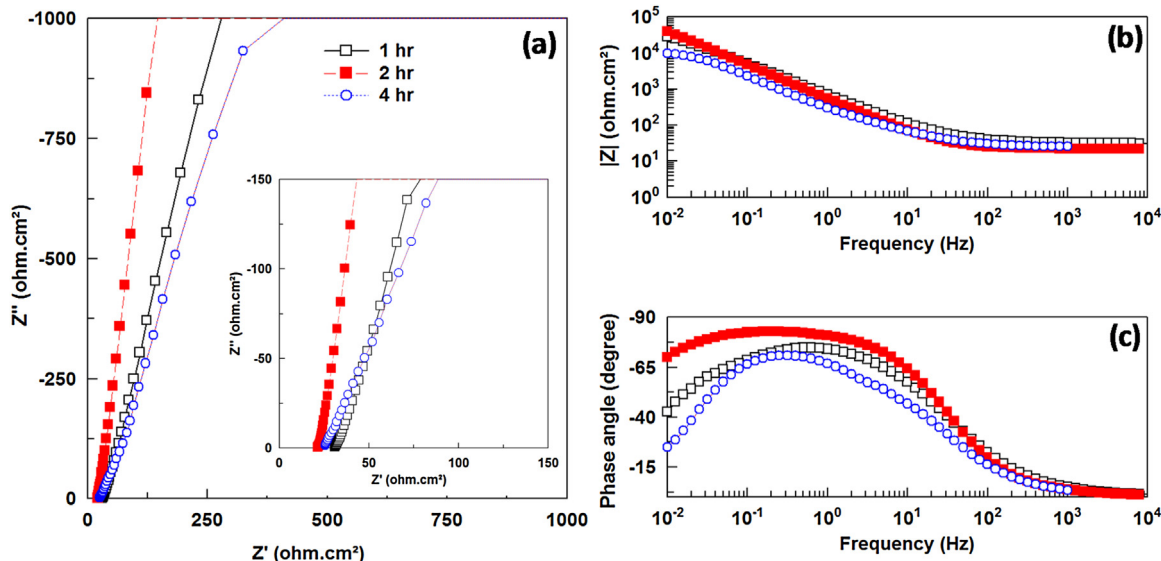 (a)
1 hr
2 hr
4 hr
-1000
-750
-500
-250
0
Z'' (ohm.cm²)
0 250 500 750 1000
Z' (ohm.cm²)
-150
-100
-50
0
Z'' (ohm.cm²)
0 50 100 150
Z' (ohm.cm²)
(b)
10⁵
10⁴
10³
10²
10¹
10⁰
|Z| (ohm.cm²)
10⁻² 10⁻¹ 10⁰ 10¹ 10² 10³ 10⁴
Frequency (Hz)
(c)
-90
-65
-40
-15
Phase angle (degree)
10⁻² 10⁻¹ 10⁰ 10¹ 10² 10³ 10⁴
Frequency (Hz)